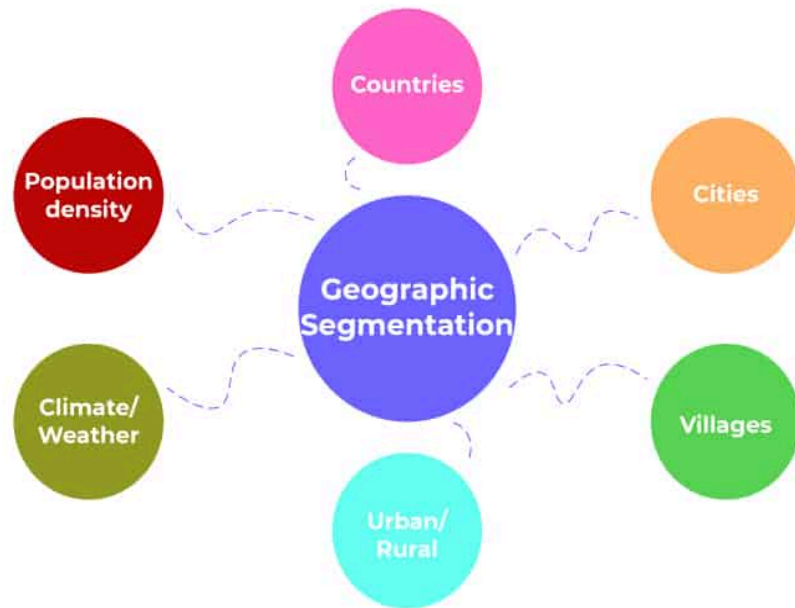 Countries
Population
density
Cities
Geographic
Segmentation
Climate/
Weather
Villages
Urban/
Rural